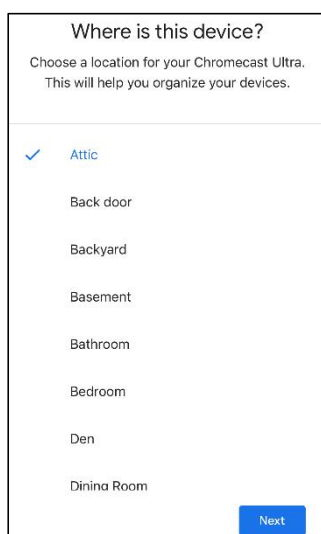 Where is this device?
Choose a location for your Chromecast Ultra.
This will help you organize your devices.
Attic
Back door
Backyard
Basement
Bathroom
Bedroom
Den
Dining Room
Next